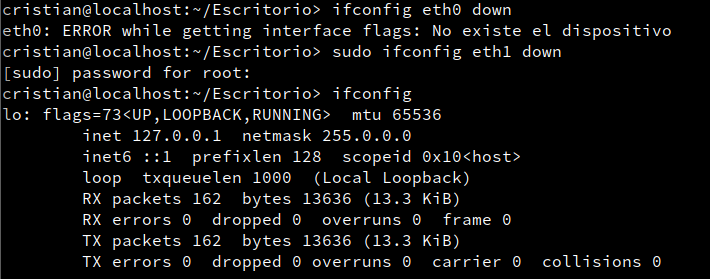 cristian@localhost:~/Escritorio> ifconfig eth0 down
eth0: ERROR while getting interface flags: No existe el dispositivo
cristian@localhost:~/Escritorio> sudo ifconfig eth1 down
[sudo] password for root:
cristian@localhost:~/Escritorio> ifconfig
lo: flags=73<UP,LOOPBACK,RUNNING>  mtu 65536
        inet 127.0.0.1  netmask 255.0.0.0
        inet6 ::1  prefixlen 128  scopeid 0x10<host>
        loop  txqueuelen 1000  (Local Loopback)
        RX packets 162  bytes 13636 (13.3 KiB)
        RX errors 0  dropped 0  overruns 0  frame 0
        TX packets 162  bytes 13636 (13.3 KiB)
        TX errors 0  dropped 0 overruns 0  carrier 0  collisions 0